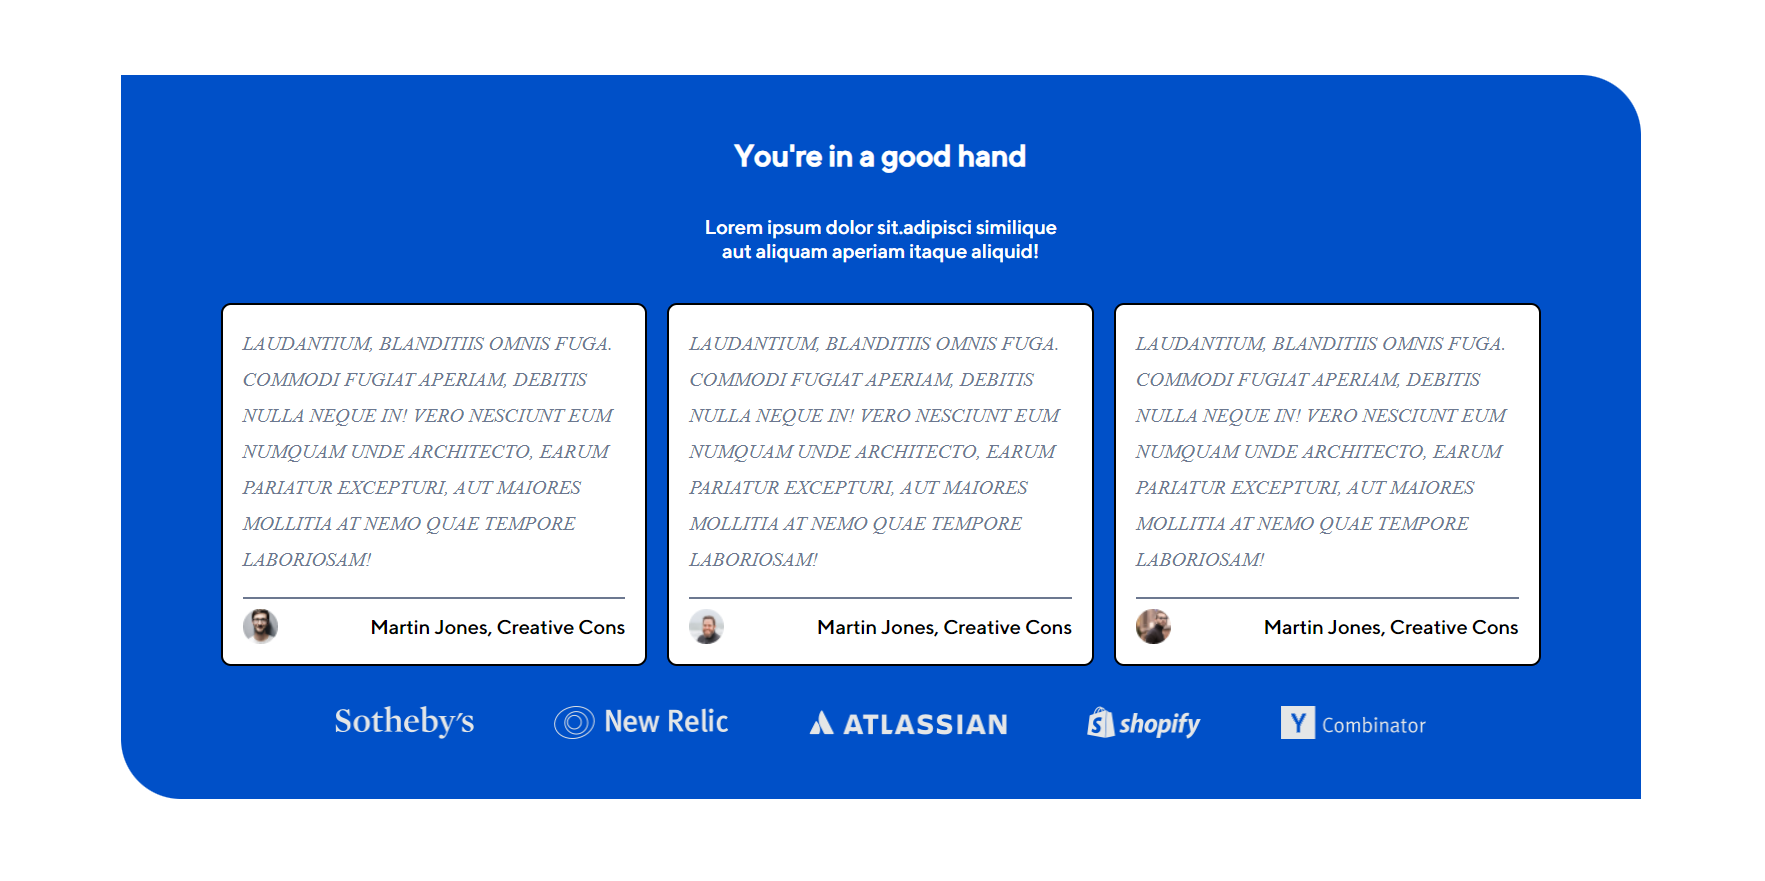 You're in a good hand
Lorem ipsum dolor sit.adipisci similique
aut aliquam aperiam itaque aliquid!
LAUDANTIUM, BLANDITIIS OMNIS FUGA.
COMMODI FUGIAT APERIAM, DEBITIS
NULLA NEQUE IN! VERO NESCIUNT EUM
NUMQUAM UNDE ARCHITECTO, EARUM
PARIATUR EXCEPTURI, AUT MAIORES
MOLLITIA AT NEMO QUAE TEMPORE
LABORIOSAM!
Martin Jones, Creative Cons
LAUDANTIUM, BLANDITIIS OMNIS FUGA.
COMMODI FUGIAT APERIAM, DEBITIS
NULLA NEQUE IN! VERO NESCIUNT EUM
NUMQUAM UNDE ARCHITECTO, EARUM
PARIATUR EXCEPTURI, AUT MAIORES
MOLLITIA AT NEMO QUAE TEMPORE
LABORIOSAM!
Martin Jones, Creative Cons
LAUDANTIUM, BLANDITIIS OMNIS FUGA.
COMMODI FUGIAT APERIAM, DEBITIS
NULLA NEQUE IN! VERO NESCIUNT EUM
NUMQUAM UNDE ARCHITECTO, EARUM
PARIATUR EXCEPTURI, AUT MAIORES
MOLLITIA AT NEMO QUAE TEMPORE
LABORIOSAM!
Martin Jones, Creative Cons
Sotheby's
New Relic
ATLASSIAN
S shopify
Y Combinator